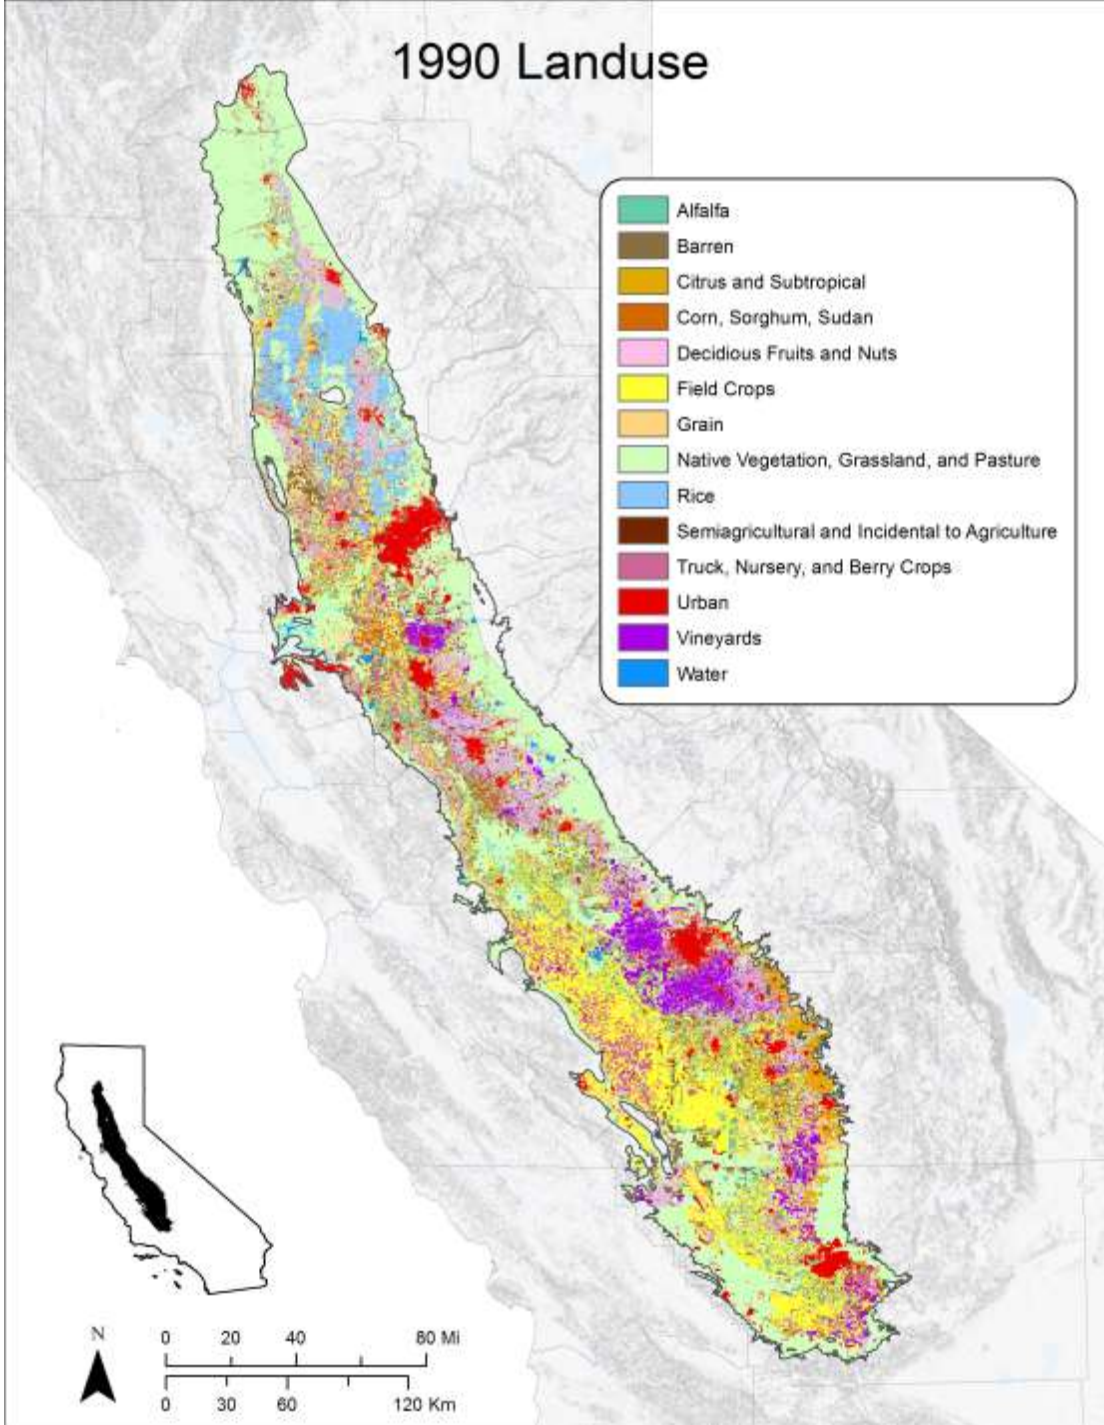 1990 Landuse
Alfalfa
Barren
Citrus and Subtropical
Corn, Sorghum, Sudan
Decidious Fruits and Nuts
Field Crops
Grain
Native Vegetation, Grassland, and Pasture
Rice
Semiagricultural and Incidental to Agriculture
Truck, Nursery, and Berry Crops
Urban
Vineyards
Water
N
0 20 40 80 Mi
0 30 60 120 Km